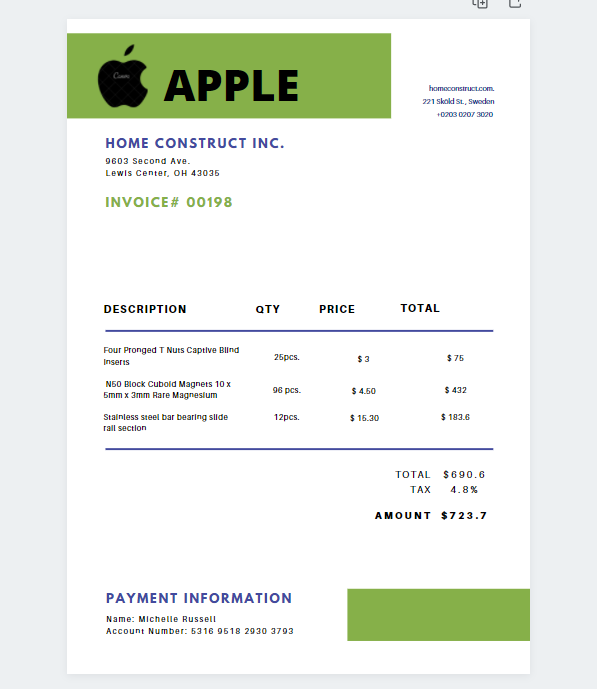 Canva
APPLE
homeconstruct.com.
221 Sköld St., Sweden
+0203 0207 3020
HOME CONSTRUCT INC.
9603 Second Ave.
Lewis Center, OH 43035
INVOICE# 00198
DESCRIPTION QTY PRICE TOTAL
Four Pronged T Nuts Captive Blind
Inserts
25pcs. $ 3 $ 75
N50 Block Cuboid Magnets 10 x
5mm x 3mm Rare Magnesium
96 pcs. $ 4.50 $ 432
Stainless steel bar bearing slide
rail section
12pcs. $ 15.30 $ 183.6
TOTAL $690.6
TAX 4.8%
AMOUNT $723.7
PAYMENT INFORMATION
Name: Michelle Russell
Account Number: 5316 9518 2930 3793